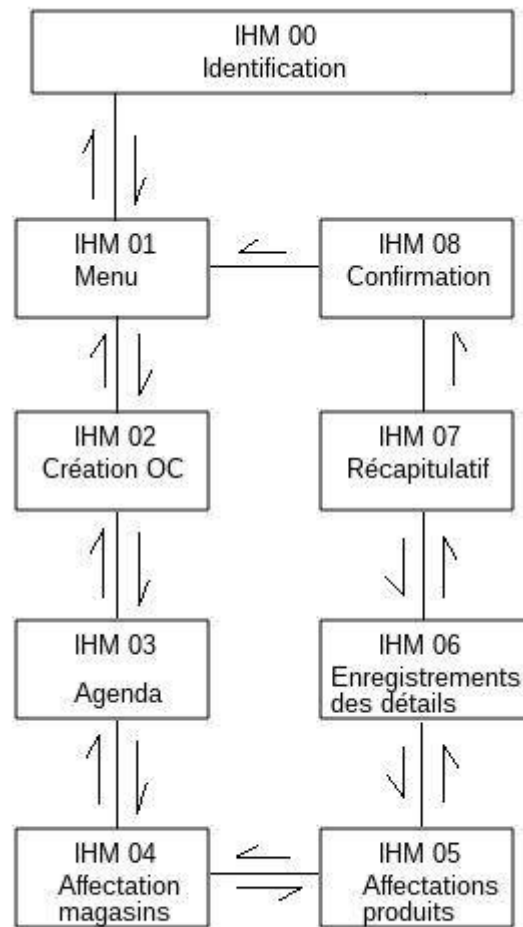 IHM 00
Identification
IHM 01
Menu
IHM 08
Confirmation
IHM 02
Création OC
IHM 07
Récapitulatif
IHM 03
Agenda
IHM 06
Enregistrements
des détails
IHM 04
Affectation
magasins
IHM 05
Affectations
produits